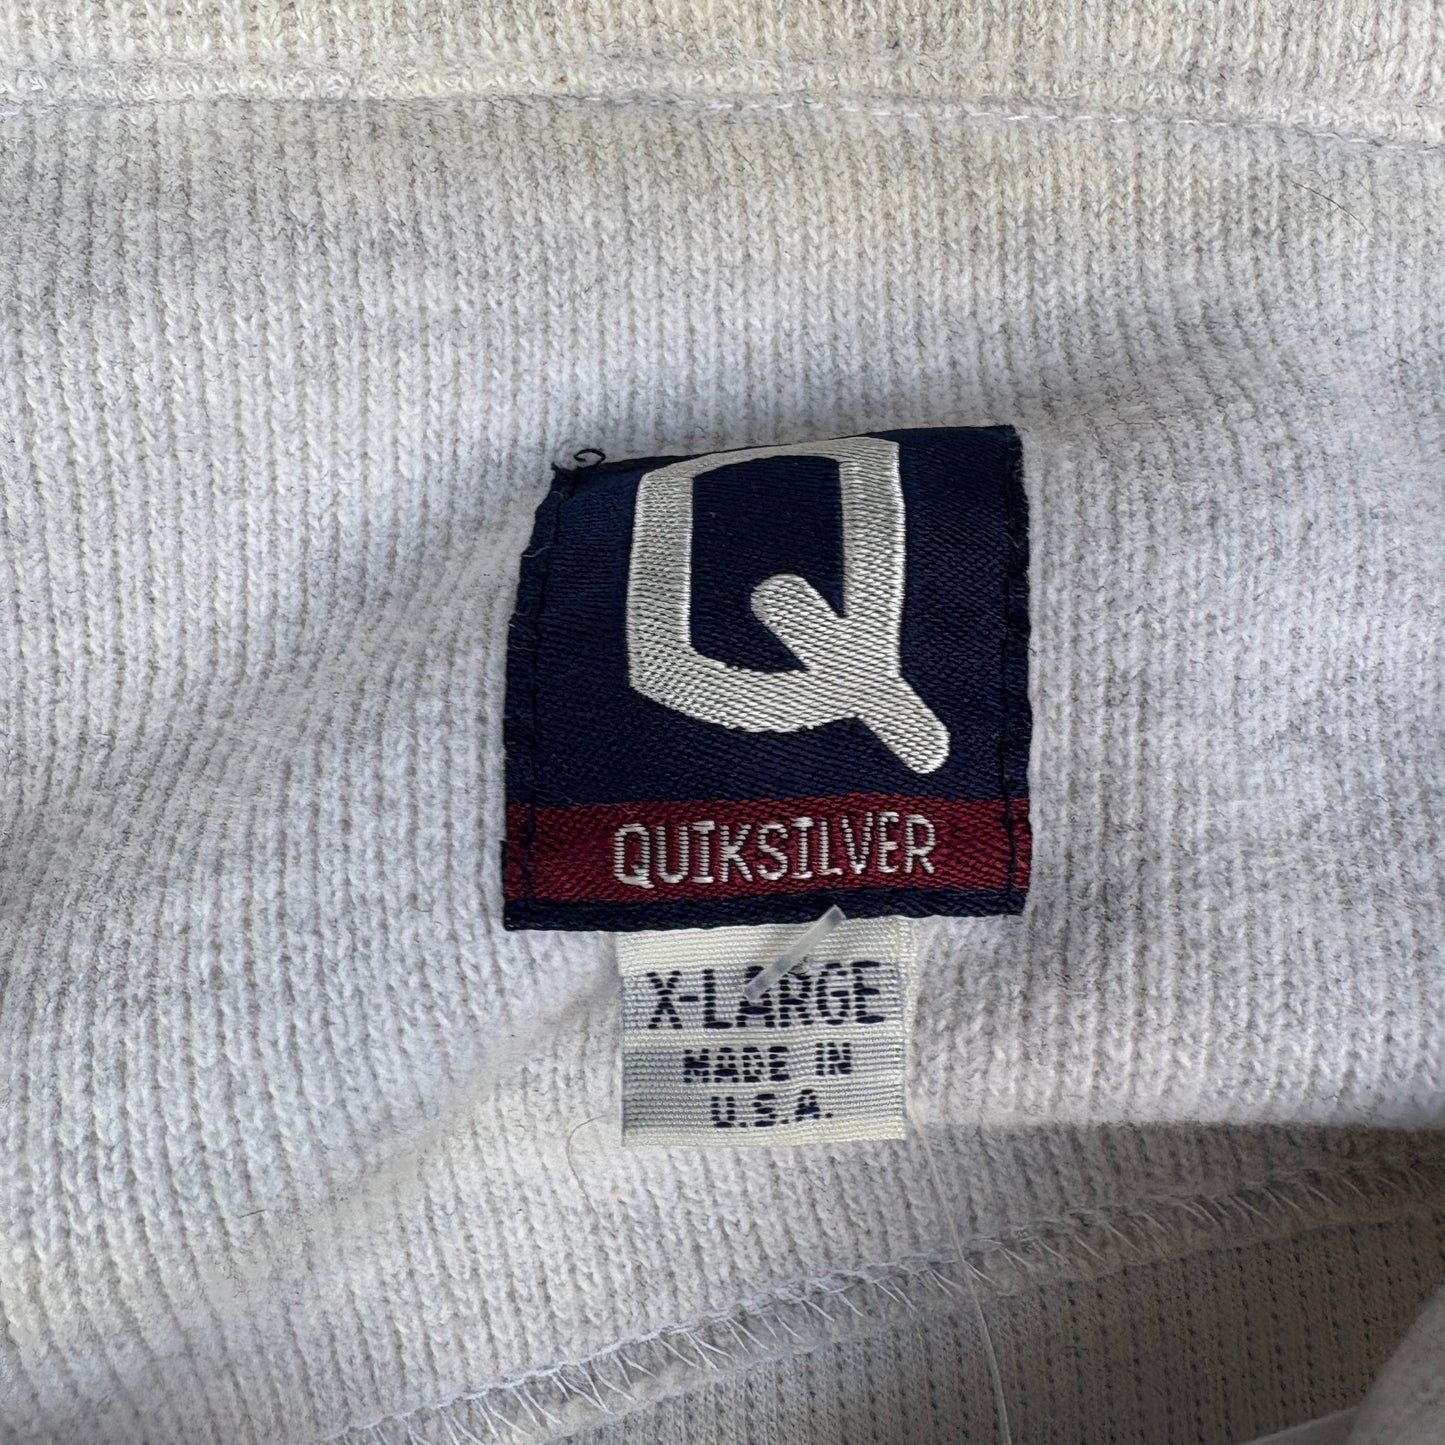 Q
QUIKSILVER
X-LARGE
MADE IN
U.S.A.